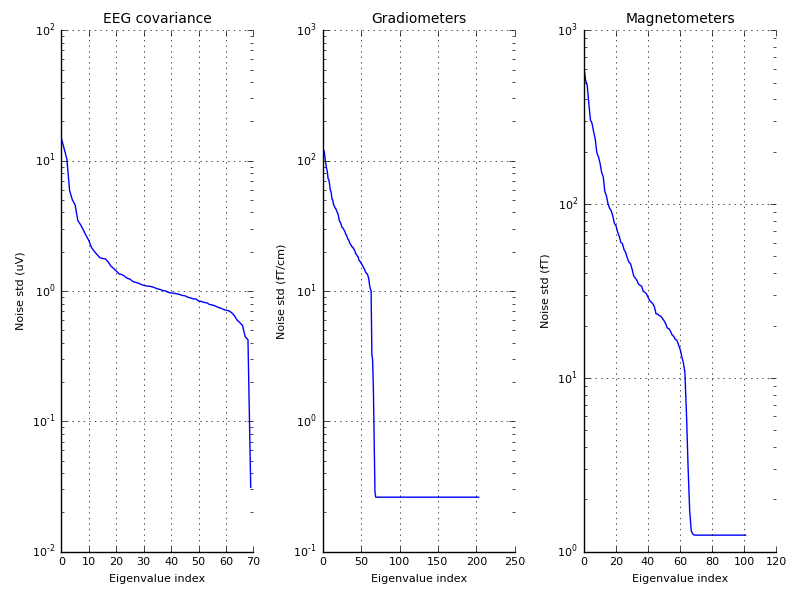 EEG covariance
10^2
10^1
10^0
10^-1
10^-2
Noise std (uV)
0 10 20 30 40 50 60 70
Eigenvalue index
Gradiometers
10^3
10^2
10^1
10^0
10^-1
Noise std (fT/cm)
0 50 100 150 200 250
Eigenvalue index
Magnetometers
10^3
10^2
10^1
10^0
Noise std (fT)
0 20 40 60 80 100 120
Eigenvalue index